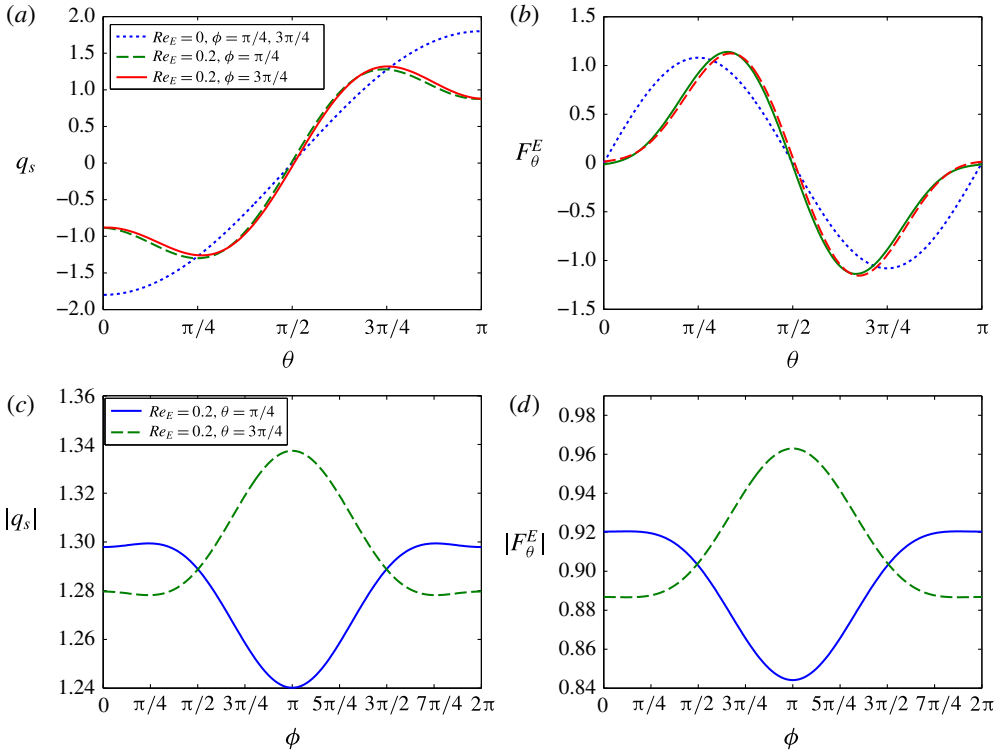 (a)
2.0
1.5
1.0
0.5
0
−0.5
−1.0
−1.5
−2.0
q_s
Re_E = 0, ϕ = π/4, 3π/4
Re_E = 0.2, ϕ = π/4
Re_E = 0.2, ϕ = 3π/4
0 π/4 π/2 3π/4 π
θ
(b)
1.5
1.0
0.5
0
−0.5
−1.0
−1.5
F_θ^E
0 π/4 π/2 3π/4 π
θ
(c)
1.36
1.34
1.32
1.30
1.28
1.26
1.24
|q_s|
Re_E = 0.2, θ = π/4
Re_E = 0.2, θ = 3π/4
0 π/4 π/2 3π/4 π 5π/4 3π/2 7π/4 2π
ϕ
(d)
0.98
0.96
0.94
0.92
0.90
0.88
0.86
0.84
|F_θ^E|
0 π/4 π/2 3π/4 π 5π/4 3π/2 7π/4 2π
ϕ